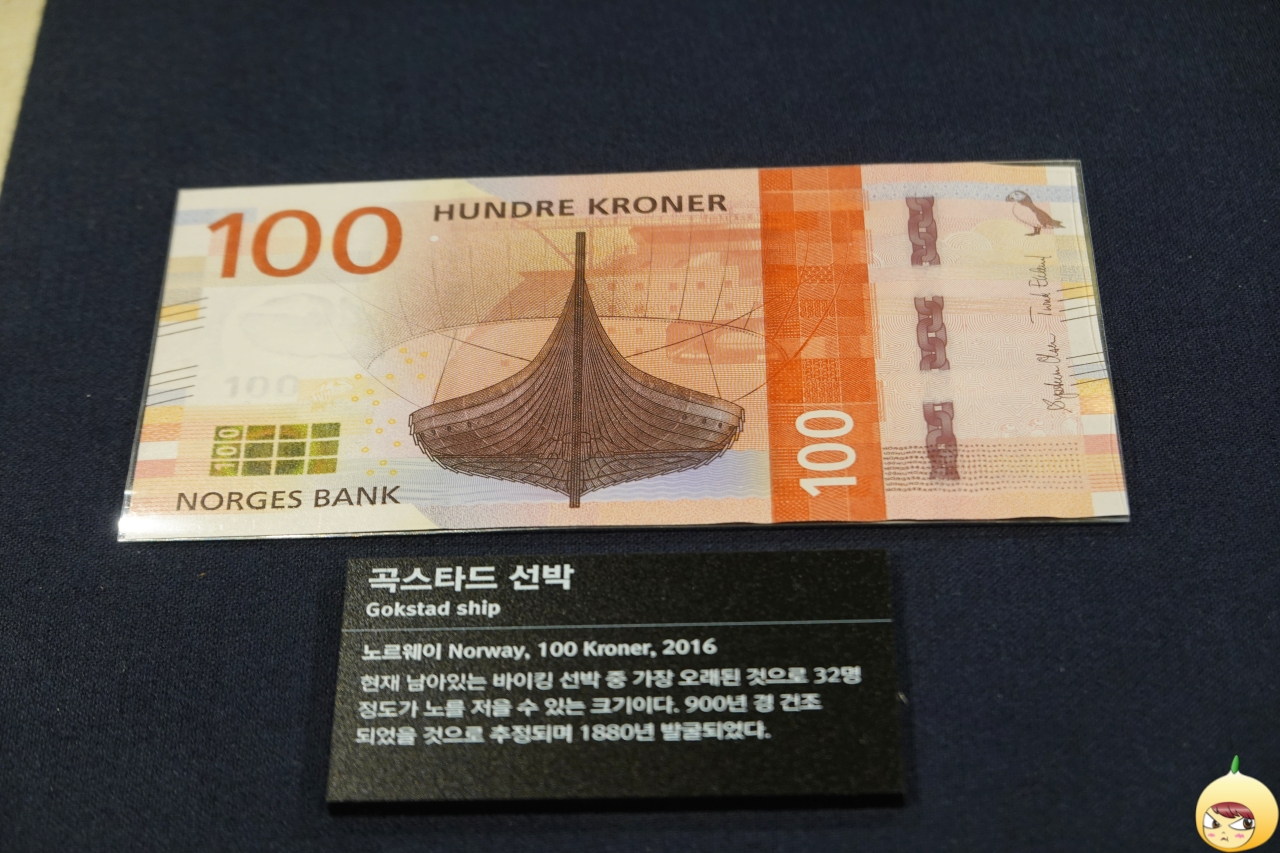 100
HUNDRE KRONER
100
100
NORGES BANK
100
곡스타드 선박
Gokstad ship
노르웨이 Norway, 100 Kroner, 2016
현재 남아있는 바이킹 선박 중 가장 오래된 것으로 32명
정도가 노를 저을 수 있는 크기이다. 900년 경 건조
되었을 것으로 추정되며 1880년 발굴되었다.